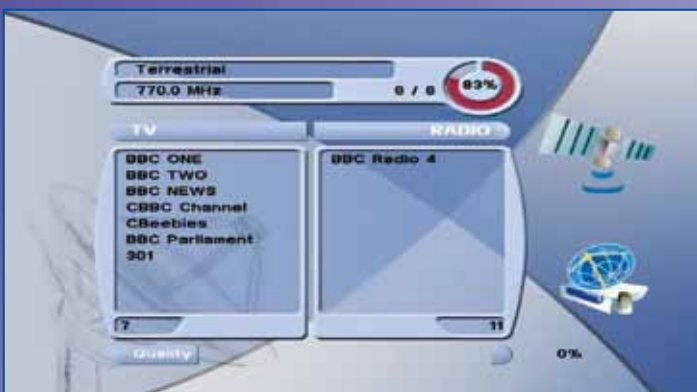 Terrestrial
770.0 MHz
6 / 6
83%
TV
RADIO
BBC ONE
BBC Radio 4
BBC TWO
BBC NEWS
CBBC Channel
CBeebies
BBC Parliament
301
7
11
Quality
0%